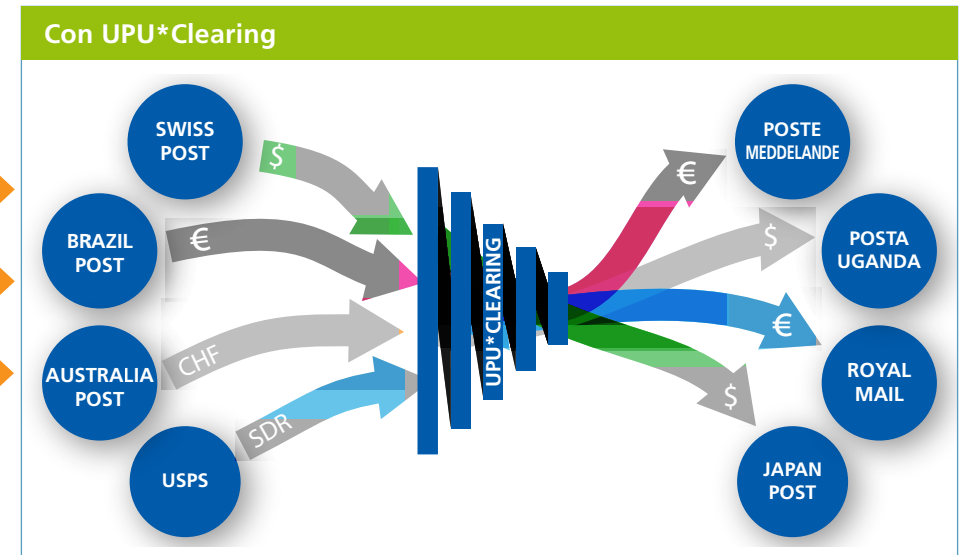 Con UPU*Clearing
SWISS
POST
$
BRAZIL
POST
€
AUSTRALIA
POST
CHF
USPS
SDR
UPU*CLEARING
POSTE
MEDDELANDE
€
POSTA
UGANDA
$
ROYAL
MAIL
€
JAPAN
POST
$